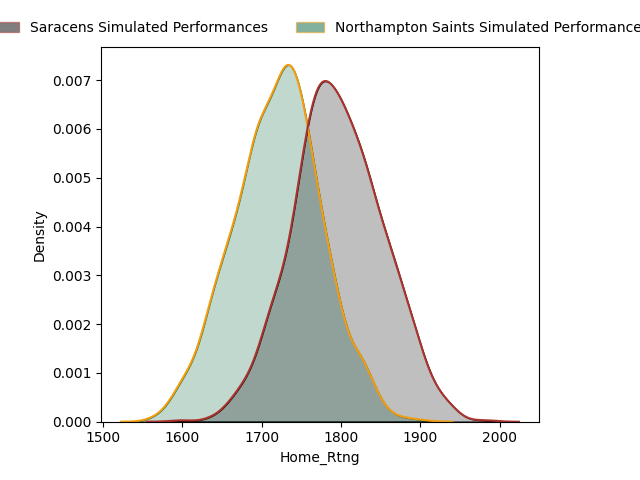 Saracens Simulated Performances
Northampton Saints Simulated Performance
0.007
0.006
0.005
0.004
0.003
0.002
0.001
0.000
Density
1500 1600 1700 1800 1900 2000
Home_Rtng